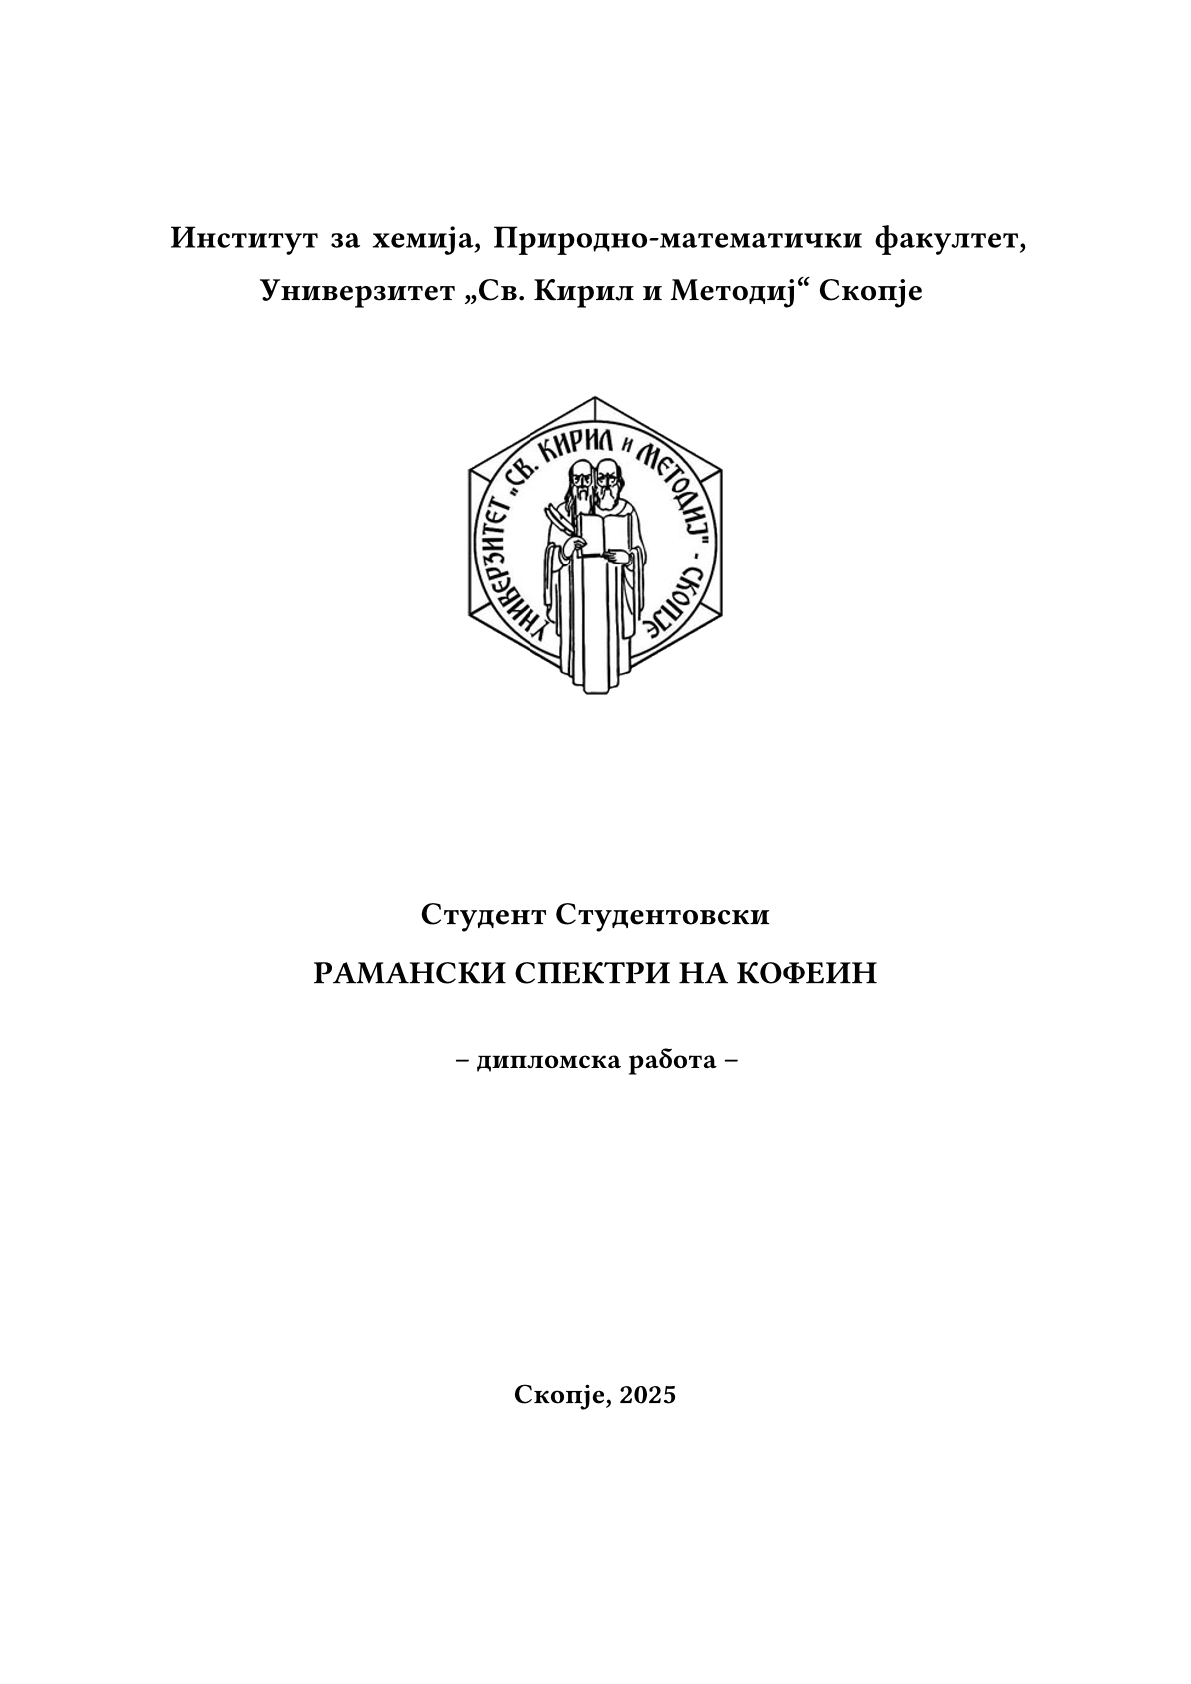 Институт за хемија, Природно-математички факултет,
Универзитет „Св. Кирил и Методиј“ Скопје
УНИВЕРЗИТЕТ „СВ. КИРИЛ и МЕТОДИЈ" - СКОПЈЕ
Студент Студентовски
РАМАНСКИ СПЕКТРИ НА КОФЕИН
– дипломска работа –
Скопје, 2025